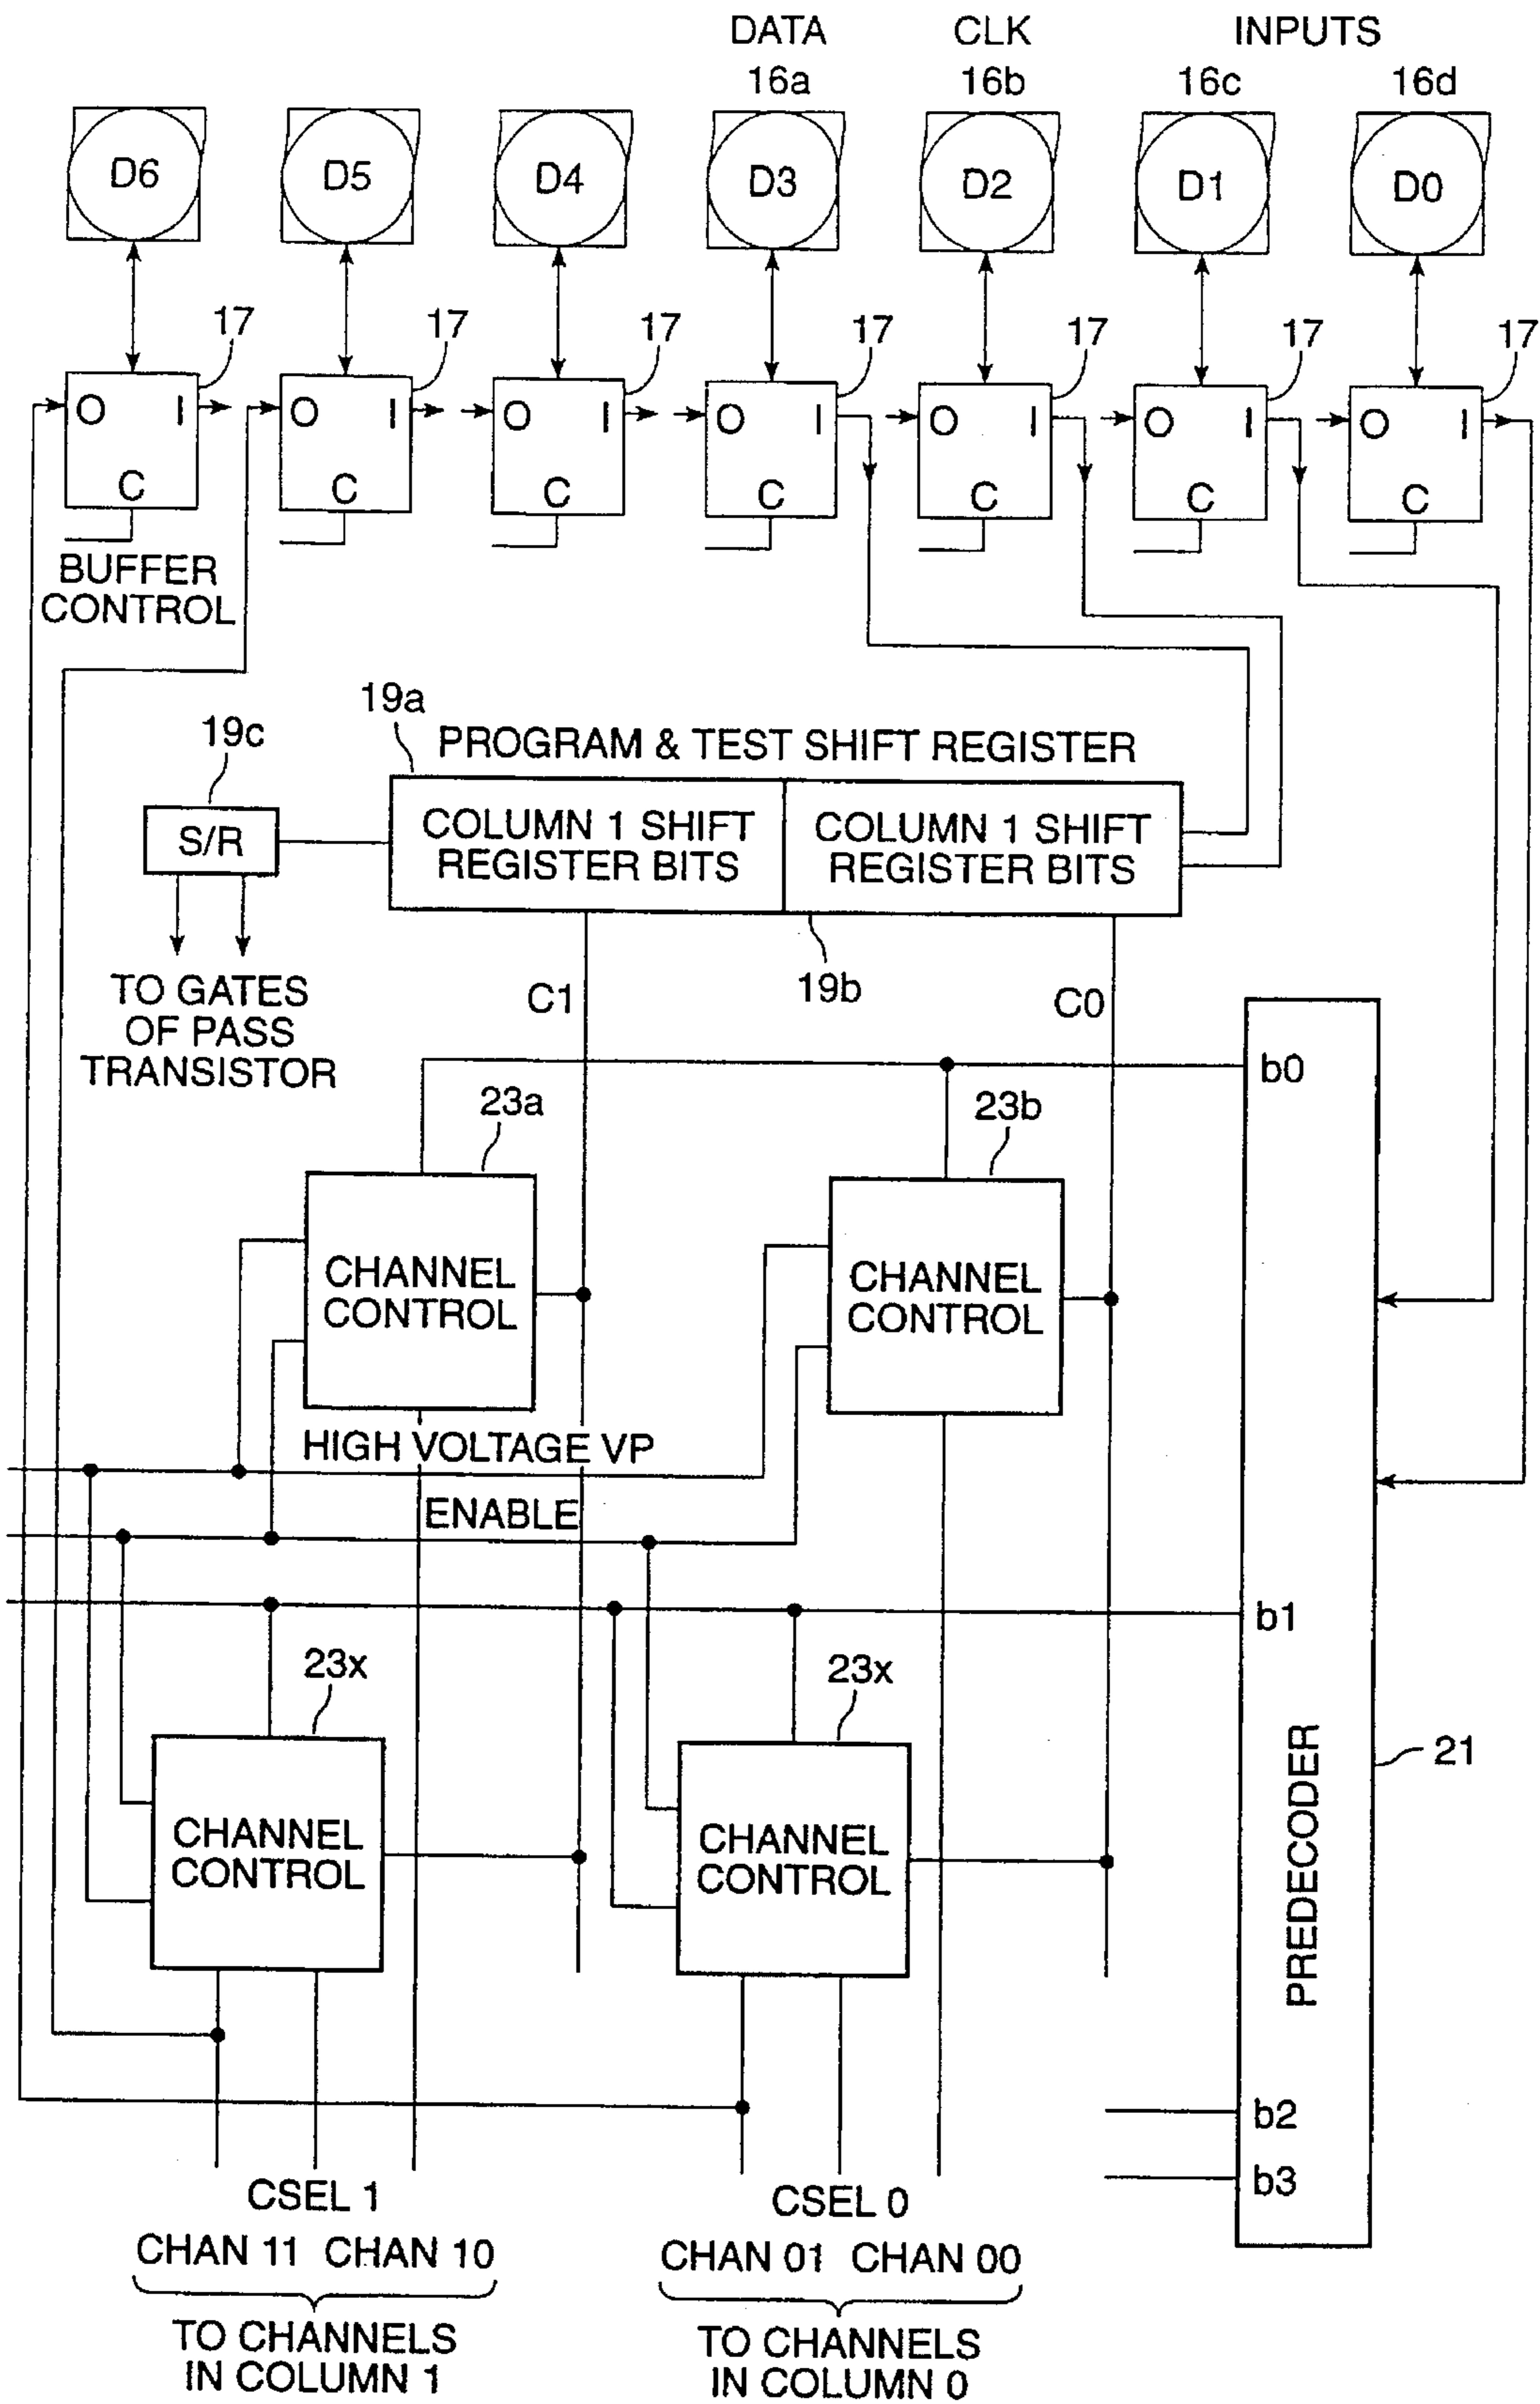 DATA CLK INPUTS
16a 16b 16c 16d
D6 D5 D4 D3 D2 D1 D0
17 17 17 17 17 17 17
O I O I O I O I O I O I O I
C C C C C C C
BUFFER
CONTROL
19a
19c
PROGRAM & TEST SHIFT REGISTER
S/R
COLUMN 1 SHIFT
REGISTER BITS
COLUMN 1 SHIFT
REGISTER BITS
TO GATES
OF PASS
TRANSISTOR
C1
19b
C0
b0
23a
23b
CHANNEL
CONTROL
CHANNEL
CONTROL
HIGH VOLTAGE VP
ENABLE
b1
23x
23x
CHANNEL
CONTROL
CHANNEL
CONTROL
PREDECODER
21
b2
b3
CSEL 1
CSEL 0
CHAN 11 CHAN 10
CHAN 01 CHAN 00
TO CHANNELS
IN COLUMN 1
TO CHANNELS
IN COLUMN 0